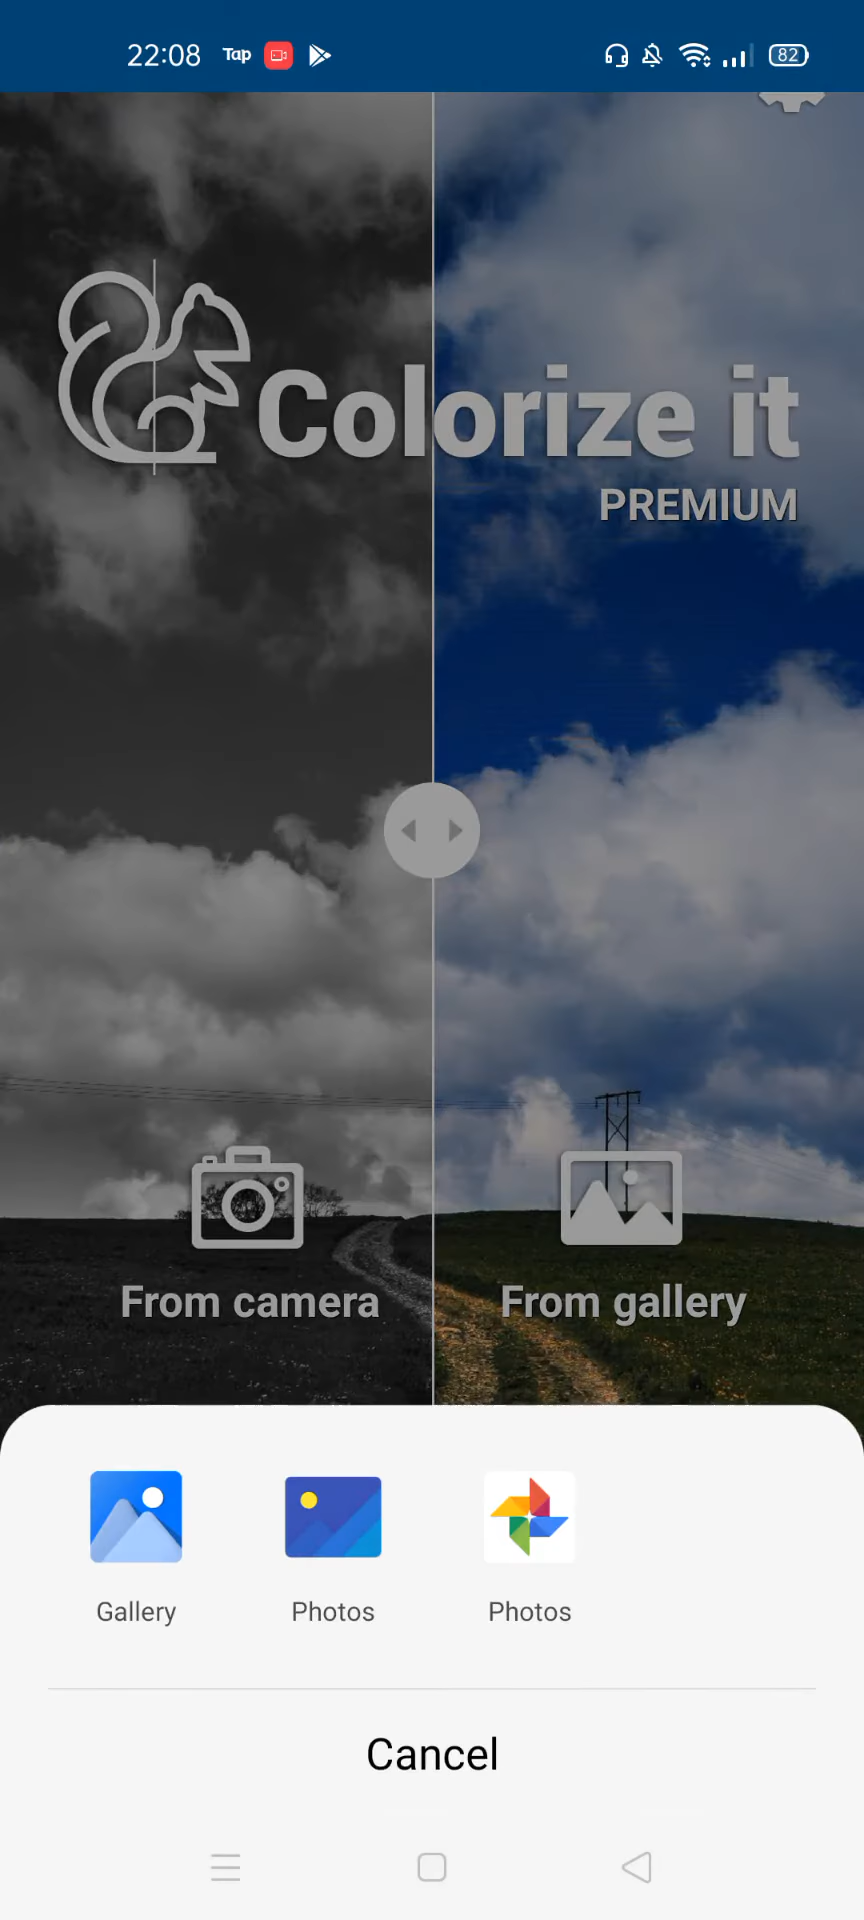 22:08 Tap 82
Colorize it
PREMIUM
From camera From gallery
Gallery Photos Photos
Cancel